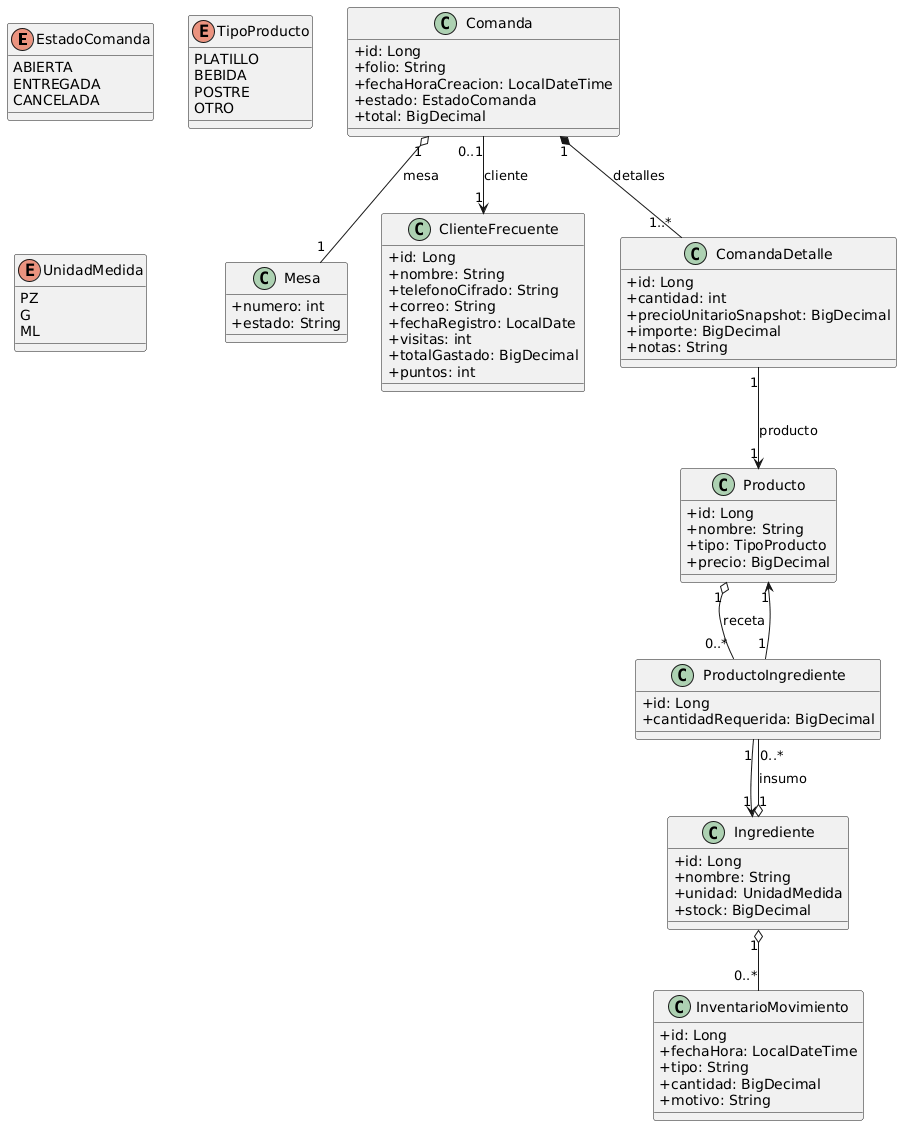 E EstadoComanda
ABIERTA
ENTREGADA
CANCELADA
E TipoProducto
PLATILLO
BEBIDA
POSTRE
OTRO
C Comanda
+id: Long
+folio: String
+fechaHoraCreacion: LocalDateTime
+estado: EstadoComanda
+total: BigDecimal
1
0..1
1
mesa
cliente
detalles
1
1
1..*
E UnidadMedida
PZ
G
ML
C Mesa
+numero: int
+estado: String
C ClienteFrecuente
+id: Long
+nombre: String
+telefonoCifrado: String
+correo: String
+fechaRegistro: LocalDate
+visitas: int
+totalGastado: BigDecimal
+puntos: int
C ComandaDetalle
+id: Long
+cantidad: int
+precioUnitarioSnapshot: BigDecimal
+importe: BigDecimal
+notas: String
1
producto
1
C Producto
+id: Long
+nombre: String
+tipo: TipoProducto
+precio: BigDecimal
1
1
receta
0..*
1
C ProductoIngrediente
+id: Long
+cantidadRequerida: BigDecimal
1
0..*
insumo
1
1
C Ingrediente
+id: Long
+nombre: String
+unidad: UnidadMedida
+stock: BigDecimal
1
0..*
C InventarioMovimiento
+id: Long
+fechaHora: LocalDateTime
+tipo: String
+cantidad: BigDecimal
+motivo: String